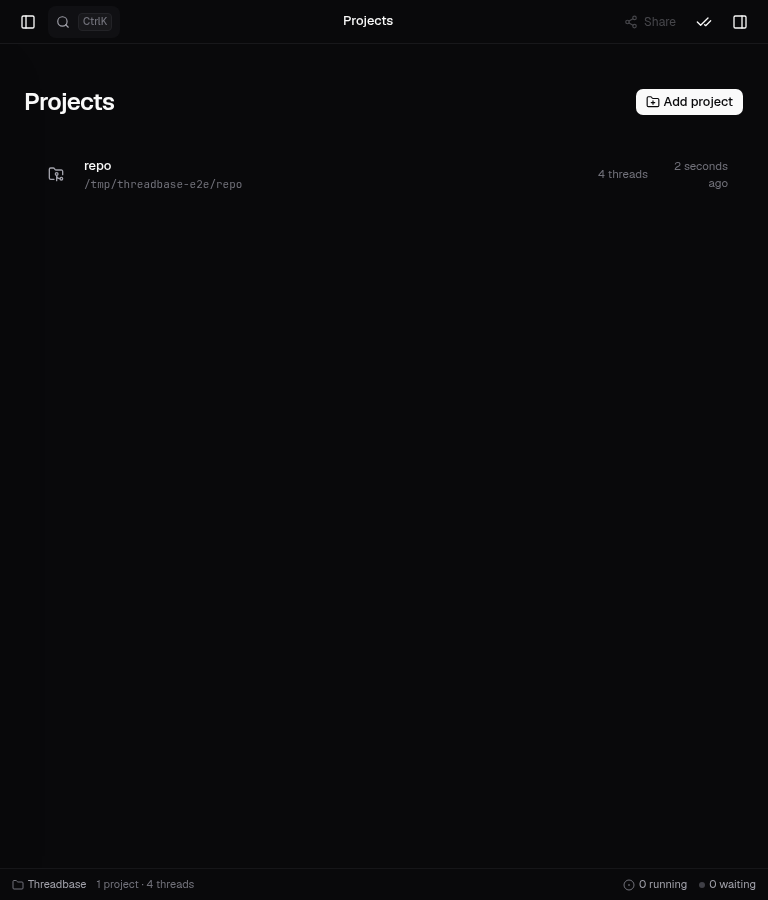 CtrlK
Projects
Share
Projects
Add project
repo
/tmp/threadbase-e2e/repo
4 threads
2 seconds
ago
Threadbase
1 project · 4 threads
0 running
0 waiting